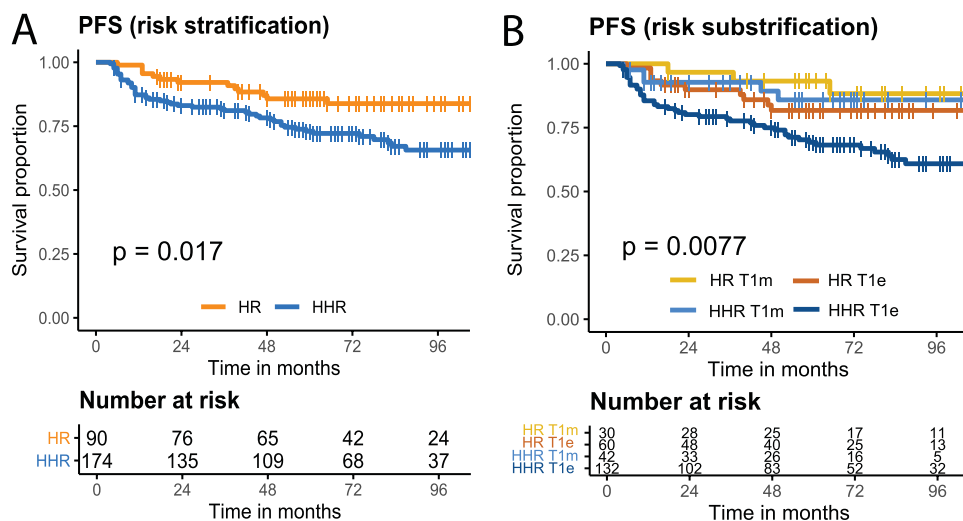 A
PFS (risk stratification)
Survival proportion
1.00
0.75
0.50
0.25
0.00
p = 0.017
HR HHR
0 24 48 72 96
Time in months
Number at risk
HR 90 76 65 42 24
HHR 174 135 109 68 37
0 24 48 72 96
Time in months
B
PFS (risk substrification)
Survival proportion
1.00
0.75
0.50
0.25
0.00
p = 0.0077
HR T1m HR T1e
HHR T1m HHR T1e
0 24 48 72 96
Time in months
Number at risk
HR T1m 30 28 25 17 11
HR T1e 60 48 40 25 13
HHR T1m 42 33 26 16 5
HHR T1e 132 102 83 52 32
0 24 48 72 96
Time in months